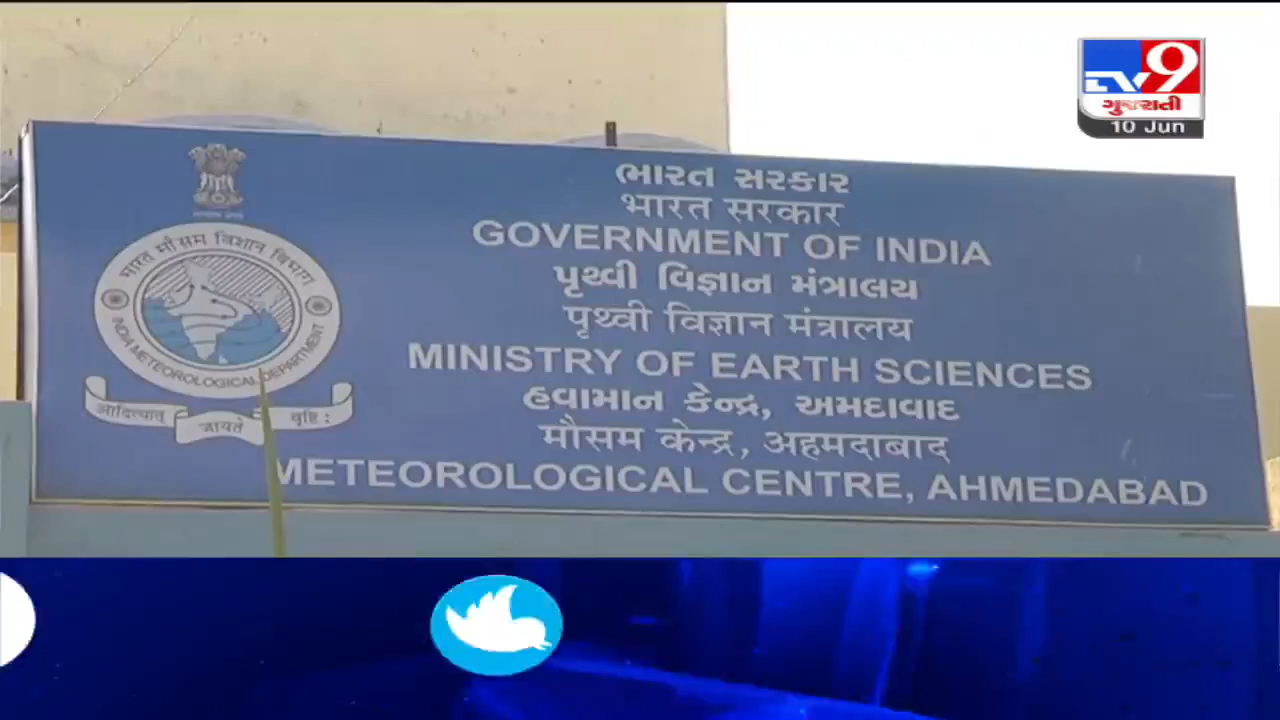 TV9
ગુજરાતી
10 Jun
ભારત સરકાર
भारत सरकार
GOVERNMENT OF INDIA
પૃથ્વી વિજ્ઞાન મંત્રાલય
पृथ्वी विज्ञान मंत्रालय
MINISTRY OF EARTH SCIENCES
હવામાન કેન્દ્ર, અમદાવાદ
मौसम केन्द्र, अहमदाबाद
METEOROLOGICAL CENTRE, AHMEDABAD
भारत मौसम विज्ञान विभाग
INDIA METEOROLOGICAL DEPARTMENT
आदित्यात् जायते वृष्टि: